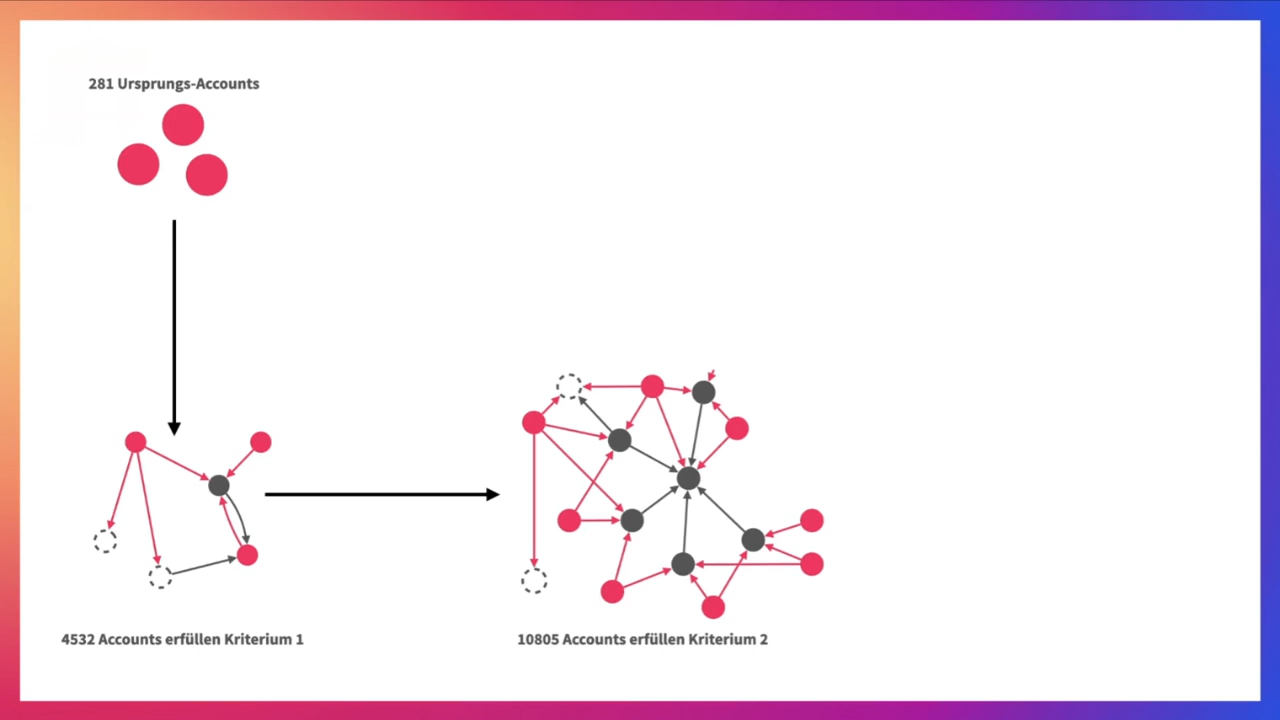 281 Ursprungs-Accounts
4532 Accounts erfüllen Kriterium 1
10805 Accounts erfüllen Kriterium 2